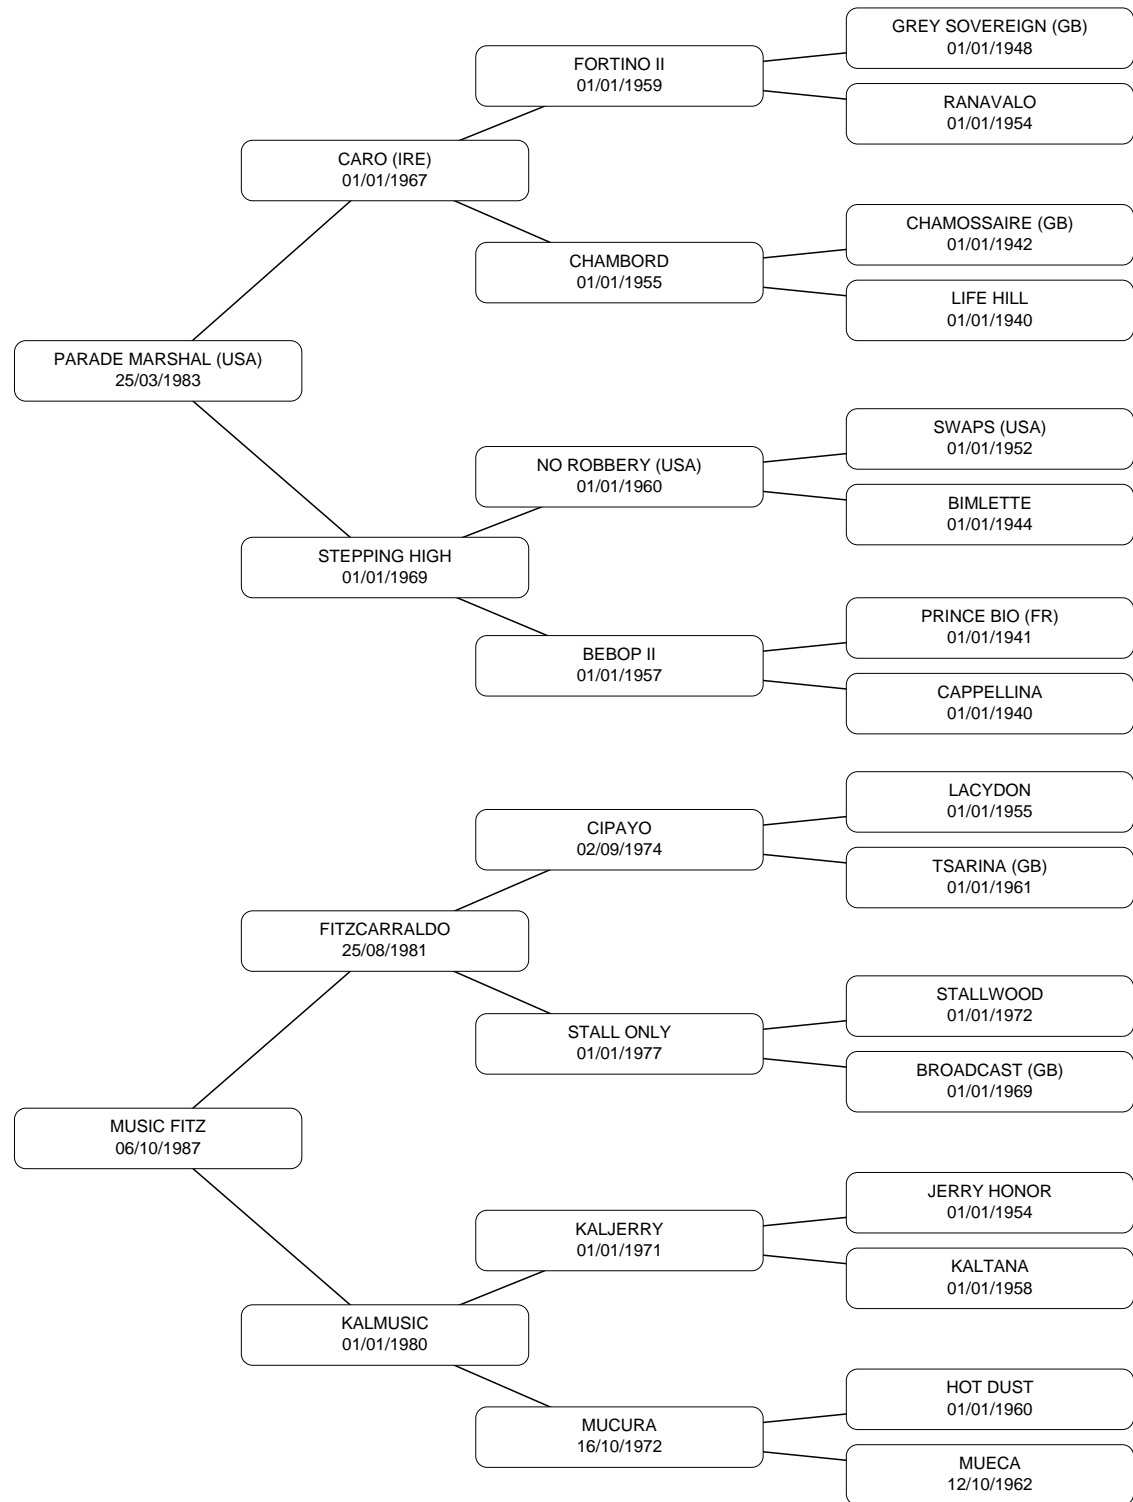 GREY SOVEREIGN (GB)
01/01/1948
FORTINO II
01/01/1959
RANAVALO
01/01/1954
CARO (IRE)
01/01/1967
CHAMOSSAIRE (GB)
01/01/1942
CHAMBORD
01/01/1955
LIFE HILL
01/01/1940
PARADE MARSHAL (USA)
25/03/1983
SWAPS (USA)
01/01/1952
NO ROBBERY (USA)
01/01/1960
BIMLETTE
01/01/1944
STEPPING HIGH
01/01/1969
PRINCE BIO (FR)
01/01/1941
BEBOP II
01/01/1957
CAPPELLINA
01/01/1940
LACYDON
01/01/1955
CIPAYO
02/09/1974
TSARINA (GB)
01/01/1961
FITZCARRALDO
25/08/1981
STALLWOOD
01/01/1972
STALL ONLY
01/01/1977
BROADCAST (GB)
01/01/1969
MUSIC FITZ
06/10/1987
JERRY HONOR
01/01/1954
KALJERRY
01/01/1971
KALTANA
01/01/1958
KALMUSIC
01/01/1980
HOT DUST
01/01/1960
MUCURA
16/10/1972
MUECA
12/10/1962